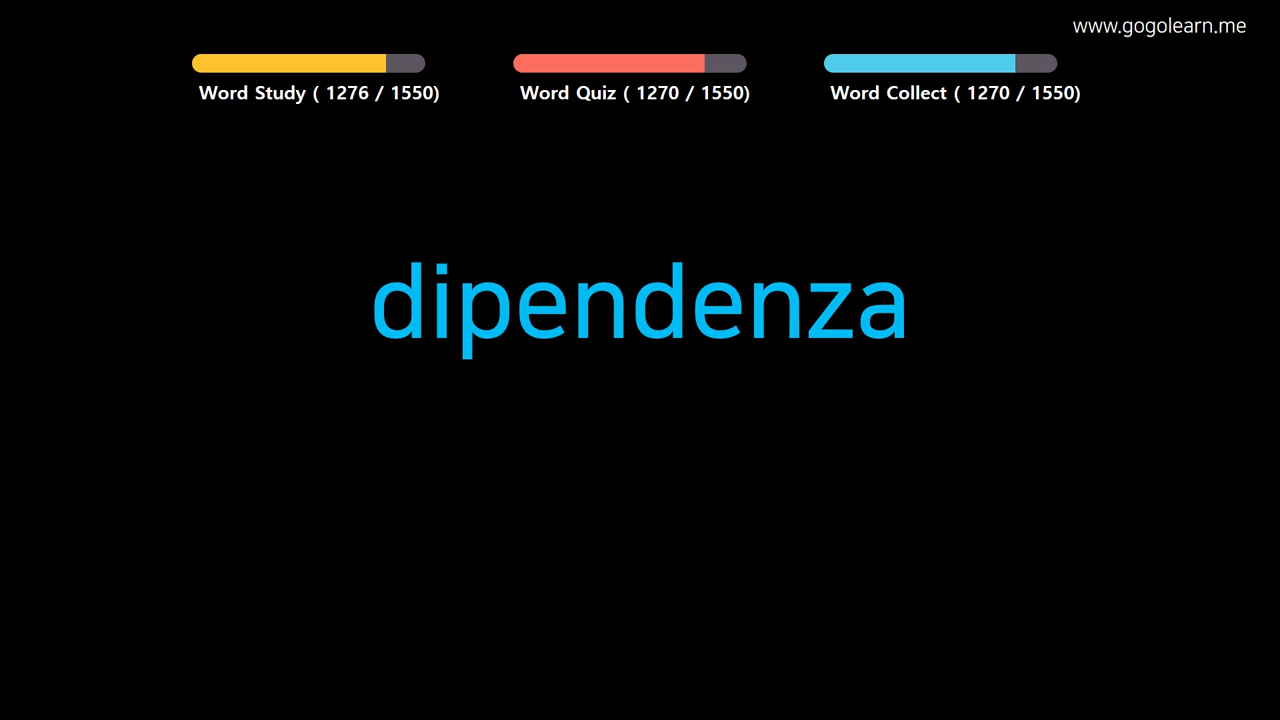 www.gogolearn.me
Word Study ( 1276 / 1550)
Word Quiz ( 1270 / 1550)
Word Collect ( 1270 / 1550)
dipendenza